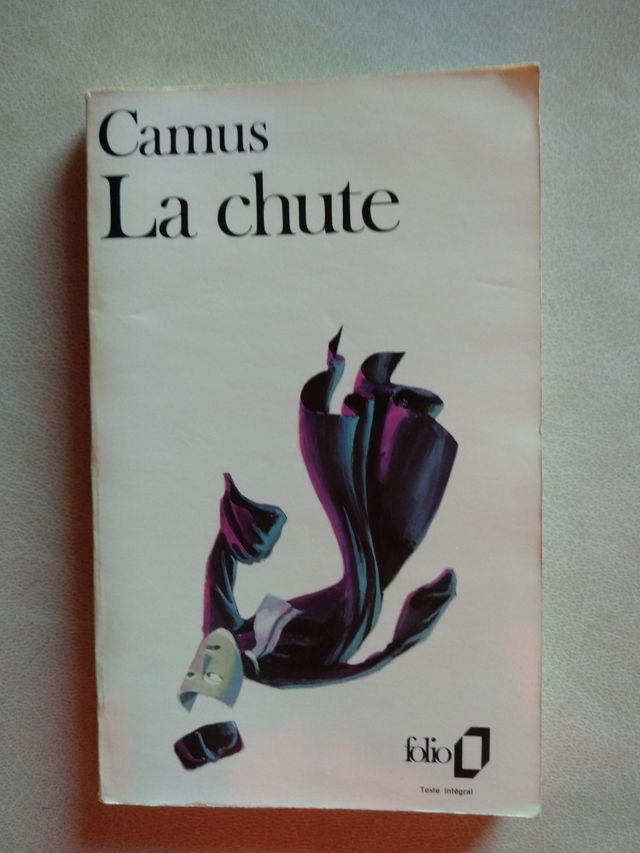 Camus
La chute
folio
Texte intégral